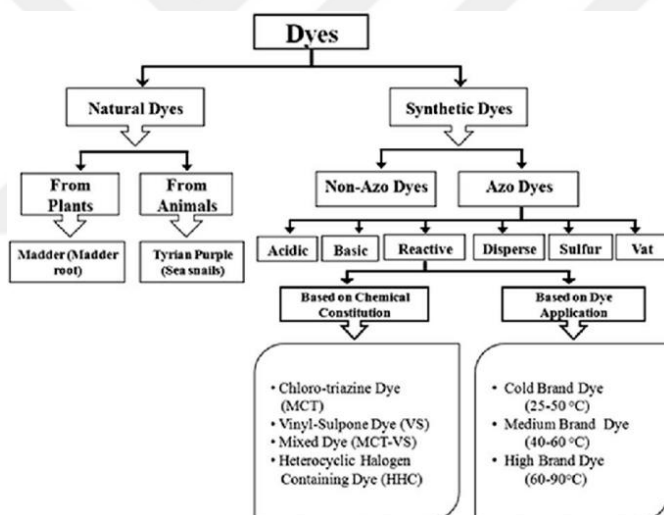 Dyes
Natural Dyes
Synthetic Dyes
From
Plants
From
Animals
Non-Azo Dyes
Azo Dyes
Madder (Madder
root)
Tyrian Purple
(Sea snails)
Acidic
Basic
Reactive
Disperse
Sulfur
Vat
Based on Chemical
Constitution
Based on Dye
Application
• Chloro-triazine Dye
(MCT)
• Vinyl-Sulpone Dye (VS)
• Mixed Dye (MCT-VS)
• Heterocyclic Halogen
Containing Dye (HHC)
• Cold Brand Dye
(25-50 °C)
• Medium Brand Dye
(40-60 °C)
• High Brand Dye
(60-90°C)